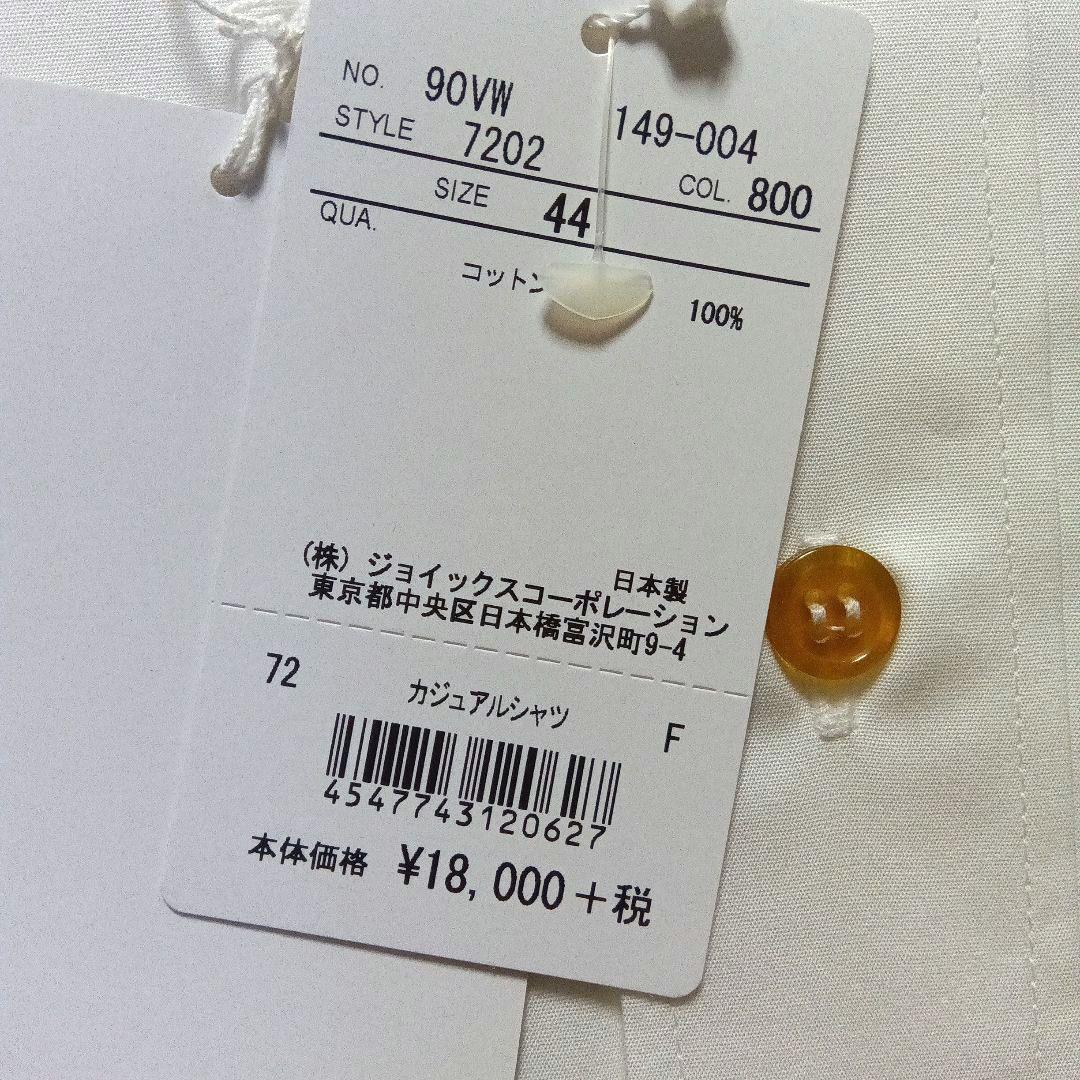 NO. 90VW 149-004
STYLE 7202 COL. 800
SIZE 44
QUA.
コットン 100%
日本製
(株) ジョイックスコーポレーション
東京都中央区日本橋富沢町9-4
72 カジュアルシャツ F
4547743120627
本体価格 ¥18,000+税